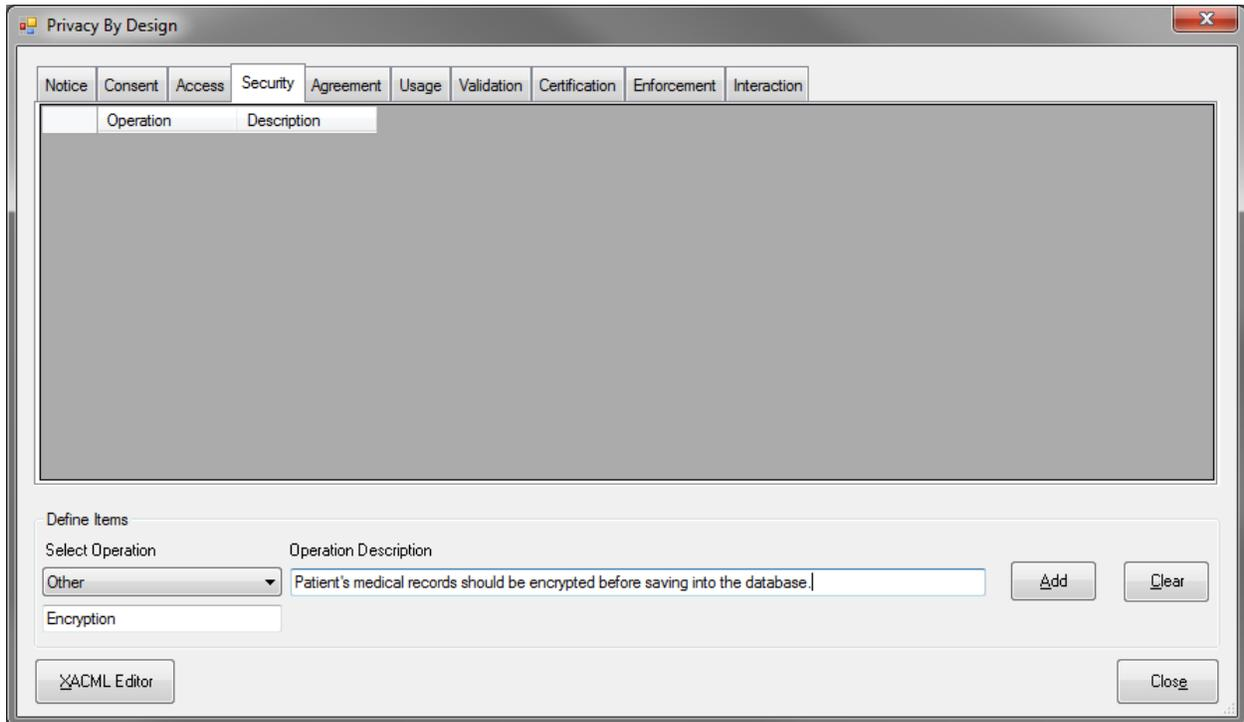 Privacy By Design
Notice Consent Access Security Agreement Usage Validation Certification Enforcement Interaction
Operation Description
Define Items
Select Operation Operation Description
Other Patient's medical records should be encrypted before saving into the database. Add Clear
Encryption
XACML Editor Close